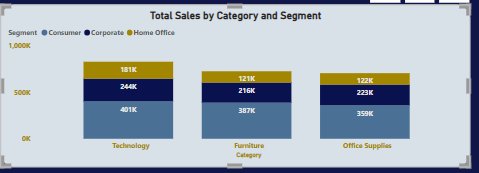 Total Sales by Category and Segment
Segment Consumer Corporate Home Office
1,000K
500K
0K
181K
244K
401K
121K
216K
387K
122K
223K
359K
Technology Furniture Office Supplies
Category